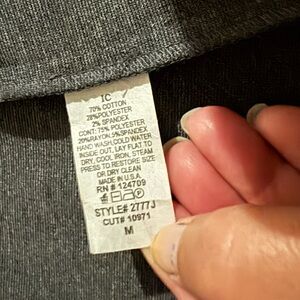 IC
70% COTTON
28% POLYESTER
2% SPANDEX
CONT: 75% POLYESTER
20%RAYON, 5%SPANDEX
HAND WASH, COLD WATER
INSIDE OUT, LAY FLAT TO
DRY, COOL IRON, STEAM
PRESS TO RESTORE SIZE
OR DRY CLEAN
MADE IN U.S.A.
RN # 124709
STYLE# 2777J
CUT# 10971
M